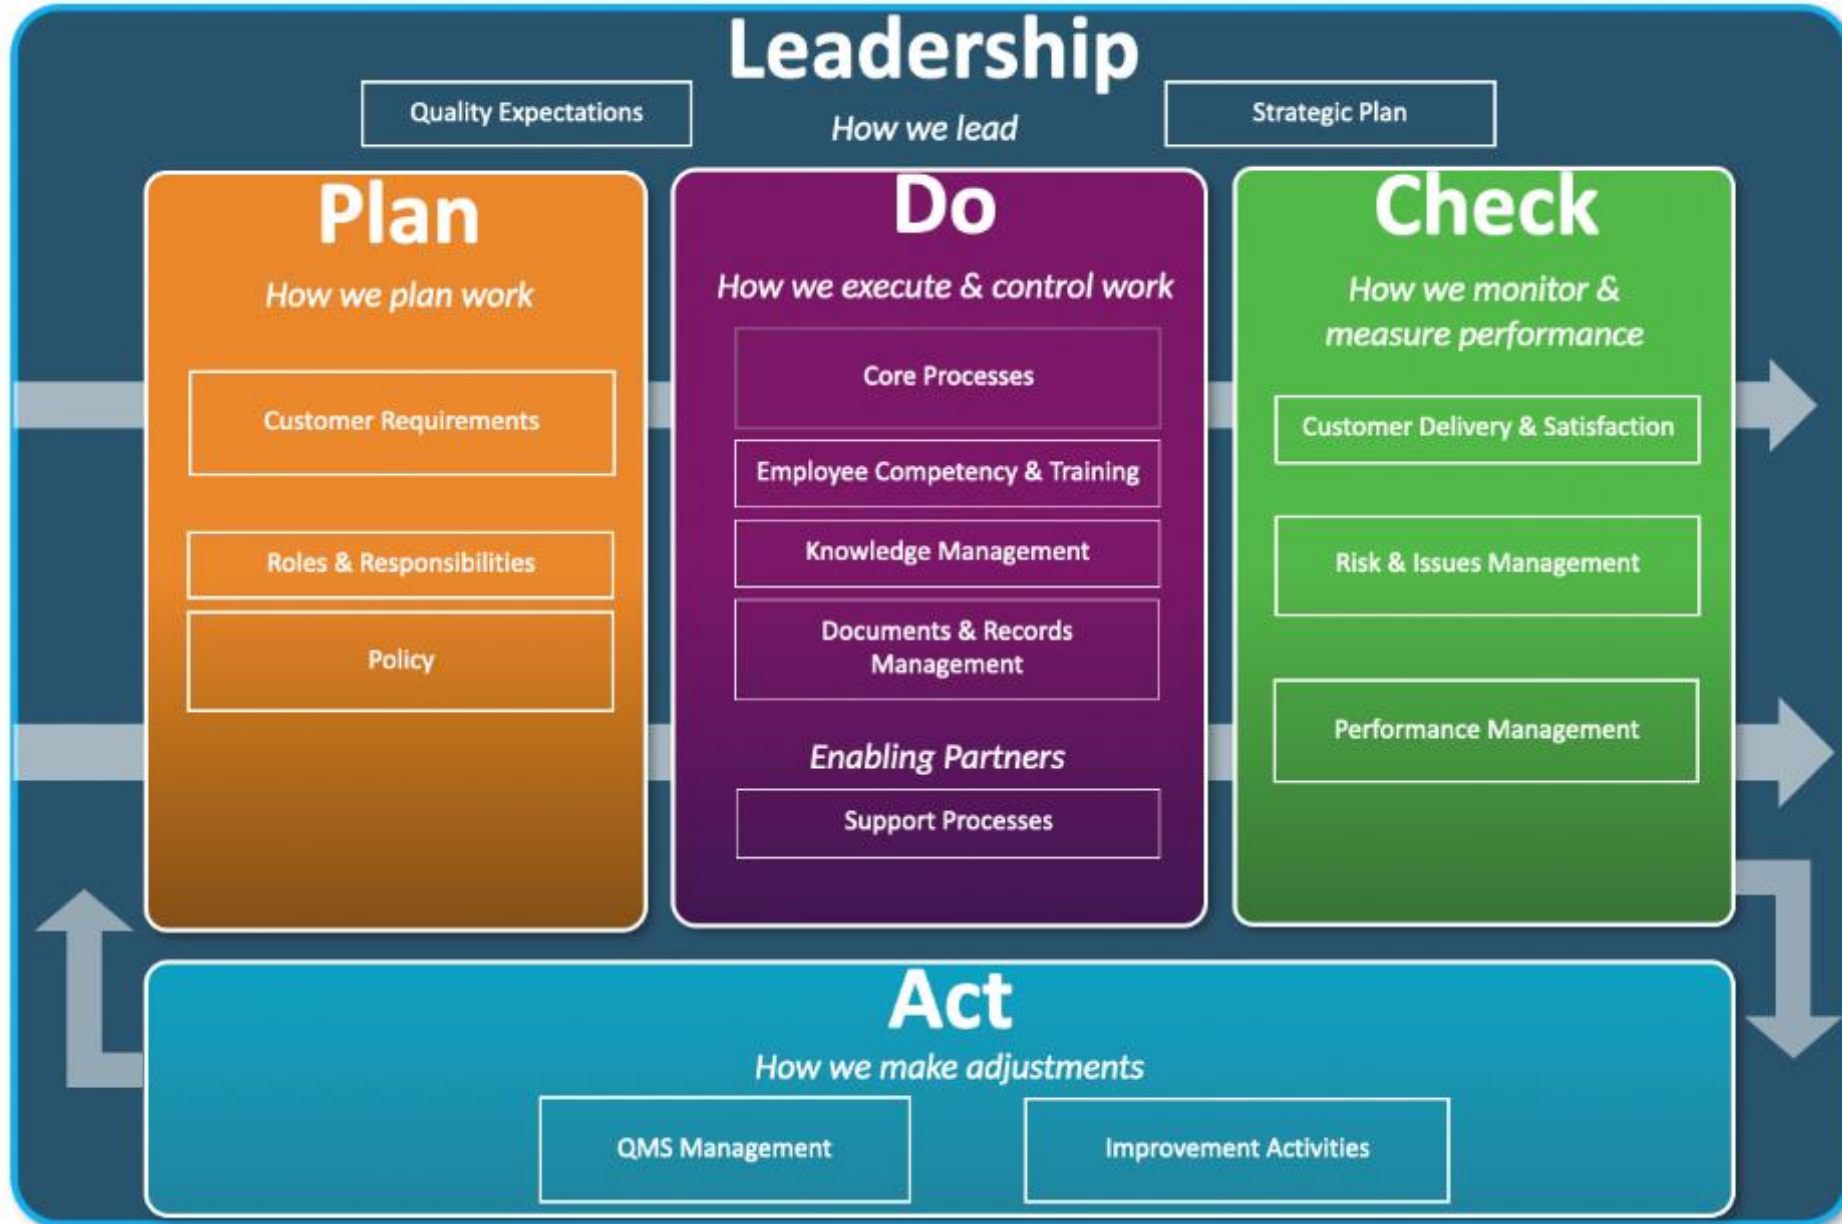 Leadership
Quality Expectations
How we lead
Strategic Plan
Plan
How we plan work
Customer Requirements
Roles & Responsibilities
Policy
Do
How we execute & control work
Core Processes
Employee Competency & Training
Knowledge Management
Documents & Records
Management
Enabling Partners
Support Processes
Check
How we monitor &
measure performance
Customer Delivery & Satisfaction
Risk & Issues Management
Performance Management
Act
How we make adjustments
QMS Management
Improvement Activities